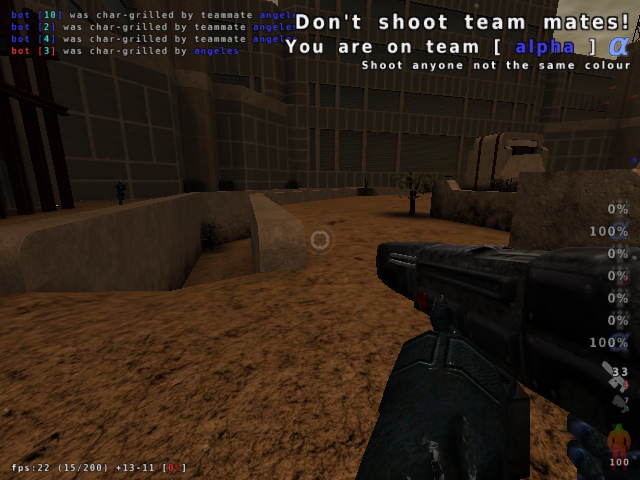 bot [10] was char-grilled by teammate angeles
bot [2] was char-grilled by teammate angeles
bot [4] was char-grilled by teammate angeles
bot [3] was char-grilled by angeles
Don't shoot team mates!
You are on team [ alpha ] α
Shoot anyone not the same colour
0%
100%
0%
0%
0%
0%
100%
33
100
fps:22 (15/200) +13-11 [0%]